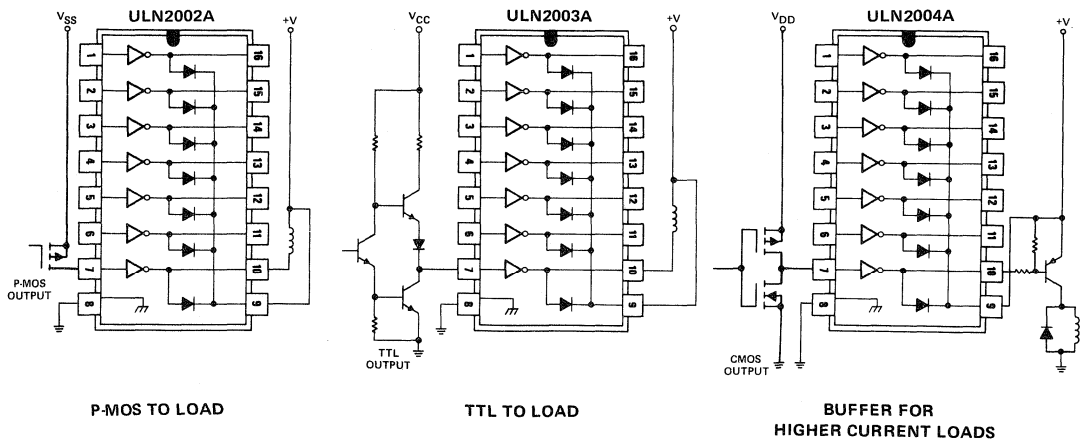 VSS
ULN2002A
+V
1
2
3
4
5
6
7
8
16
15
14
13
12
11
10
9
P-MOS
OUTPUT
P-MOS TO LOAD
VCC
ULN2003A
+V
1
2
3
4
5
6
7
8
16
15
14
13
12
11
10
9
TTL
OUTPUT
TTL TO LOAD
VDD
ULN2004A
+V
1
2
3
4
5
6
7
8
16
15
14
13
12
11
10
9
CMOS
OUTPUT
BUFFER FOR
HIGHER CURRENT LOADS